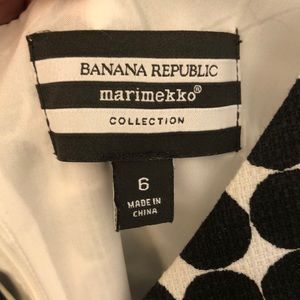 BANANA REPUBLIC
marimekko®
COLLECTION
6
MADE IN
CHINA